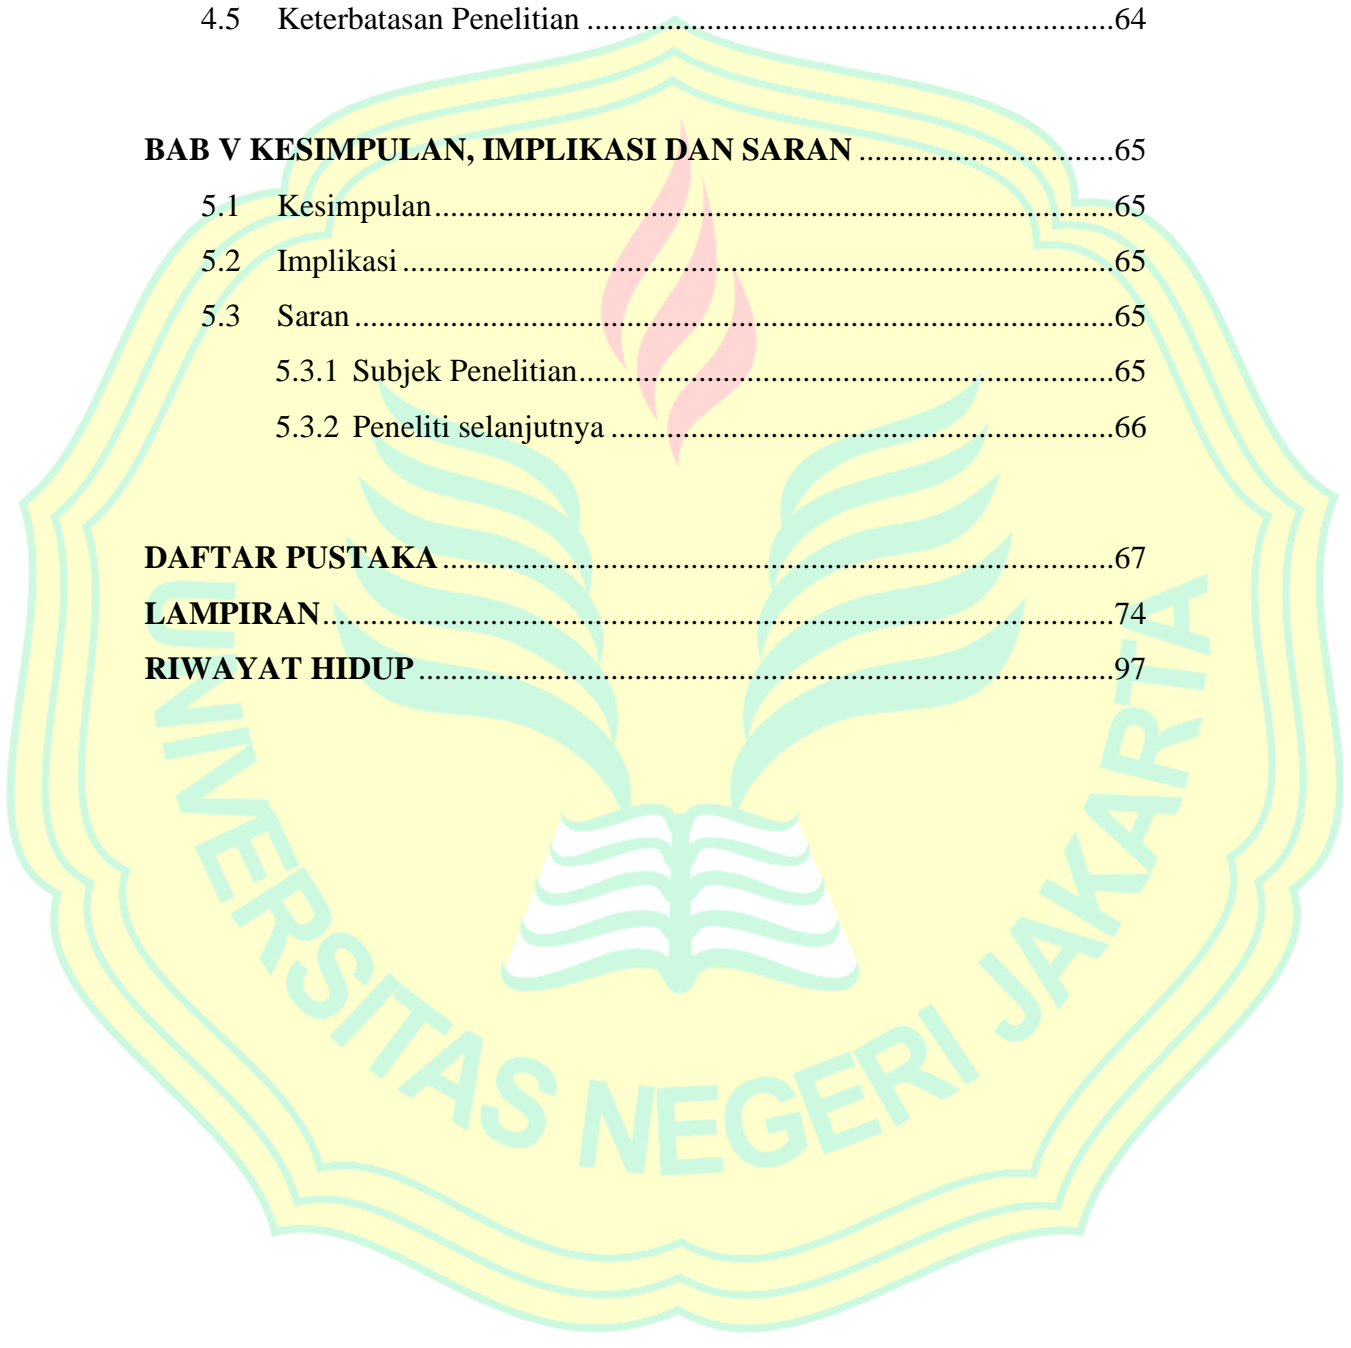 4.5 Keterbatasan Penelitian ..................................................................64
BAB V KESIMPULAN, IMPLIKASI DAN SARAN ................................65
5.1 Kesimpulan.....................................................................................65
5.2 Implikasi .........................................................................................65
5.3 Saran ...............................................................................................65
5.3.1 Subjek Penelitian...................................................................65
5.3.2 Peneliti selanjutnya ...............................................................66
DAFTAR PUSTAKA ....................................................................................67
LAMPIRAN...................................................................................................74
RIWAYAT HIDUP .......................................................................................97
UNIVERSITAS NEGERI JAKARTA